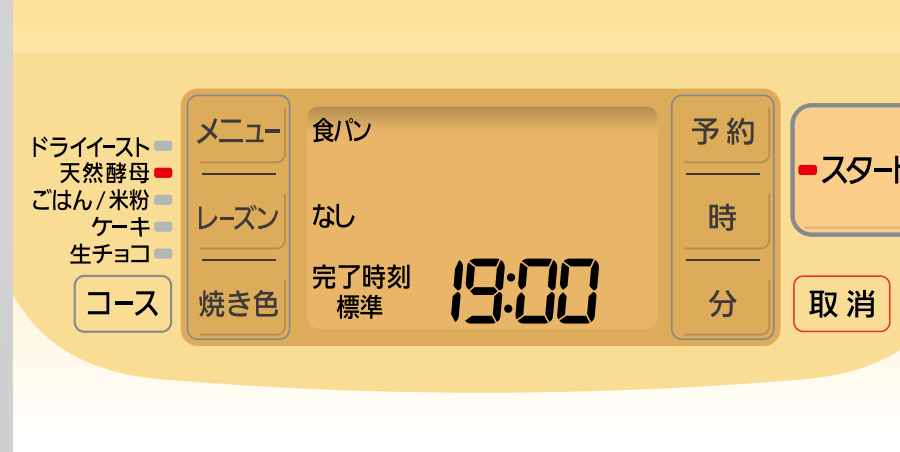 ドライイースト
天然酵母
ごはん/米粉
ケーキ
生チョコ
コース
メニュー
レーズン
焼き色
食パン
なし
完了時刻
標準
19:00
予約
時
分
スタート
取消